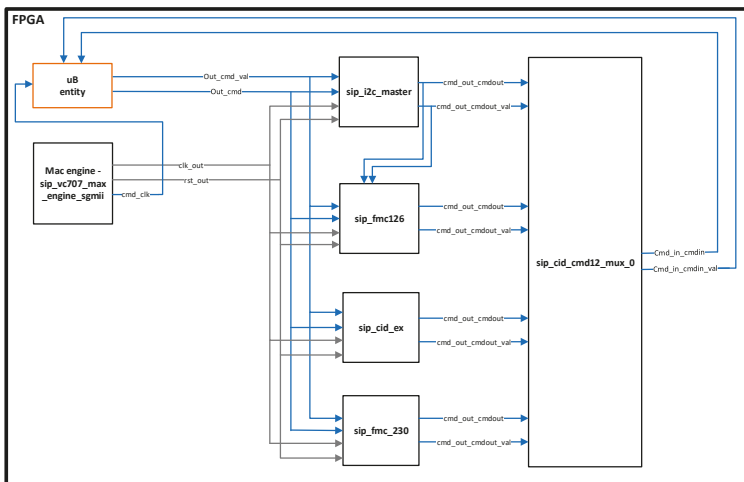 FPGA
uB
entity
Out_cmd_val
Out_cmd
sip_i2c_master
cmd_out_cmdout
cmd_out_cmdout_val
Mac engine -
sip_vc707_max
_engine_sgmii
clk_out
rst_out
cmd_clk
sip_fmc126
cmd_out_cmdout
cmd_out_cmdout_val
sip_cid_cmd12_mux_0
Cmd_in_cmdin
Cmd_in_cmdin_val
sip_cid_ex
cmd_out_cmdout
cmd_out_cmdout_val
sip_fmc_230
cmd_out_cmdout
cmd_out_cmdout_val